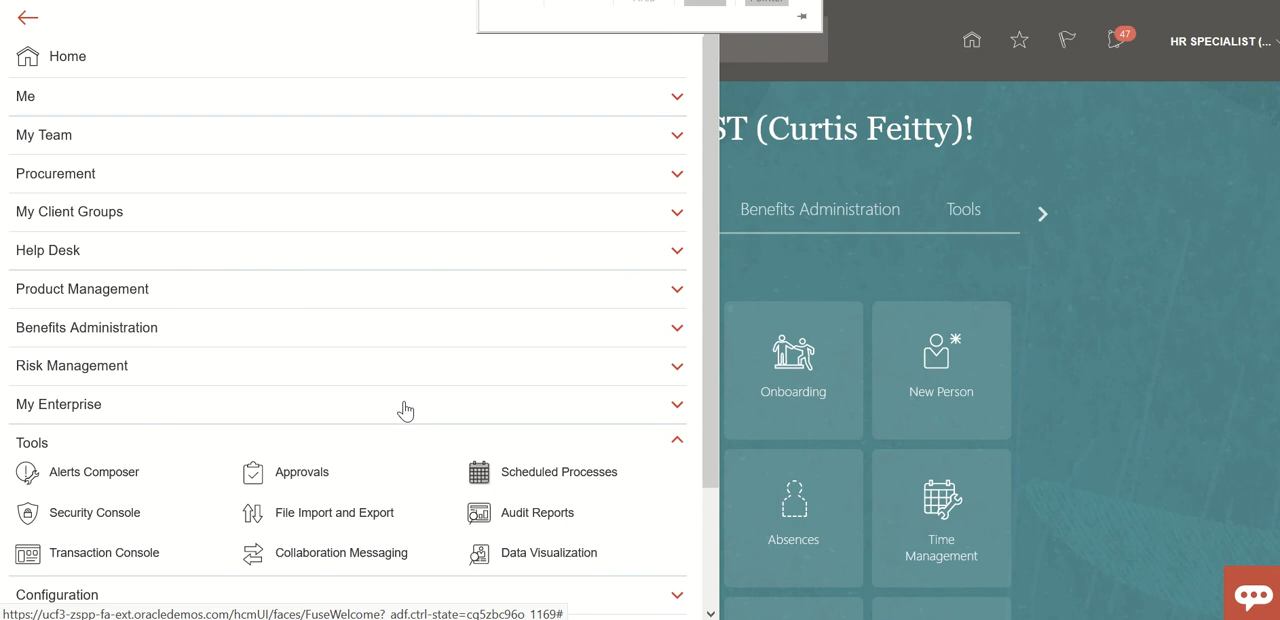 47
HR SPECIALIST (...
Home
Me
ST (Curtis Feitty)!
My Team
Procurement
My Client Groups
Benefits Administration Tools
Help Desk
Product Management
Benefits Administration
Risk Management
My Enterprise
Onboarding New Person
Tools
Alerts Composer Approvals Scheduled Processes
Security Console File Import and Export Audit Reports
Transaction Console Collaboration Messaging Data Visualization
Absences Time
Management
Configuration
https://ucf3-zspp-fa-ext.oracledemos.com/hcmUI/faces/FuseWelcome?_adf.ctrl-state=cq5zbc96o_1169#